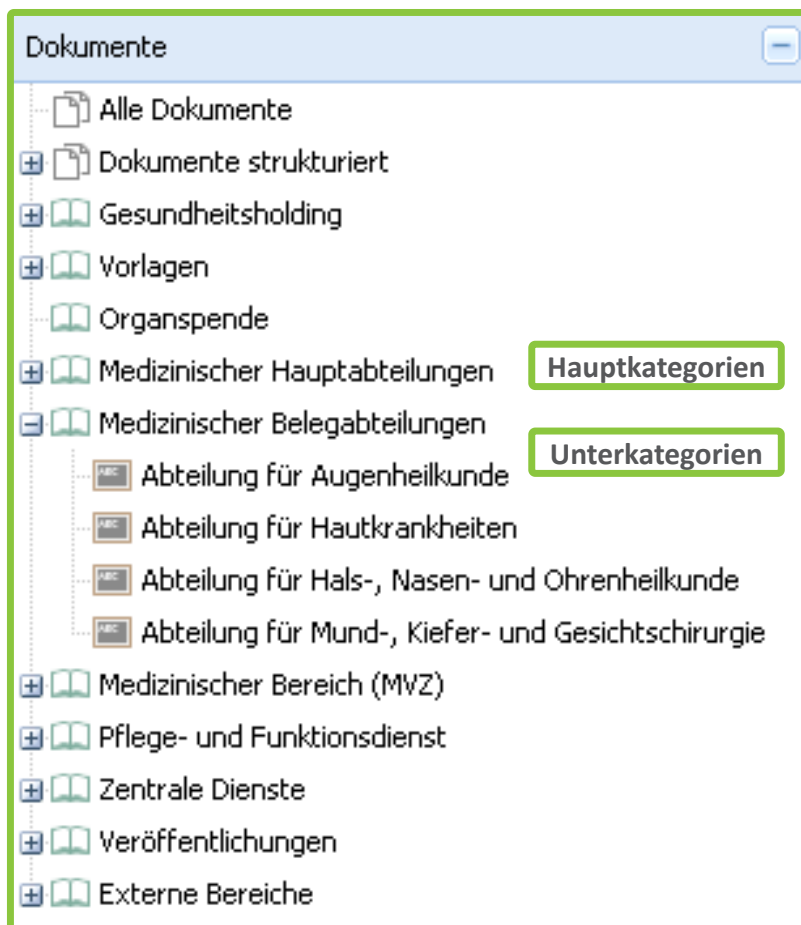 Dokumente
Alle Dokumente
Dokumente strukturiert
Gesundheitsholding
Vorlagen
Organspende
Medizinischer Hauptabteilungen
Hauptkategorien
Medizinischer Belegabteilungen
Unterkategorien
Abteilung für Augenheilkunde
Abteilung für Hautkrankheiten
Abteilung für Hals-, Nasen- und Ohrenheilkunde
Abteilung für Mund-, Kiefer- und Gesichtschirurgie
Medizinischer Bereich (MVZ)
Pflege- und Funktionsdienst
Zentrale Dienste
Veröffentlichungen
Externe Bereiche